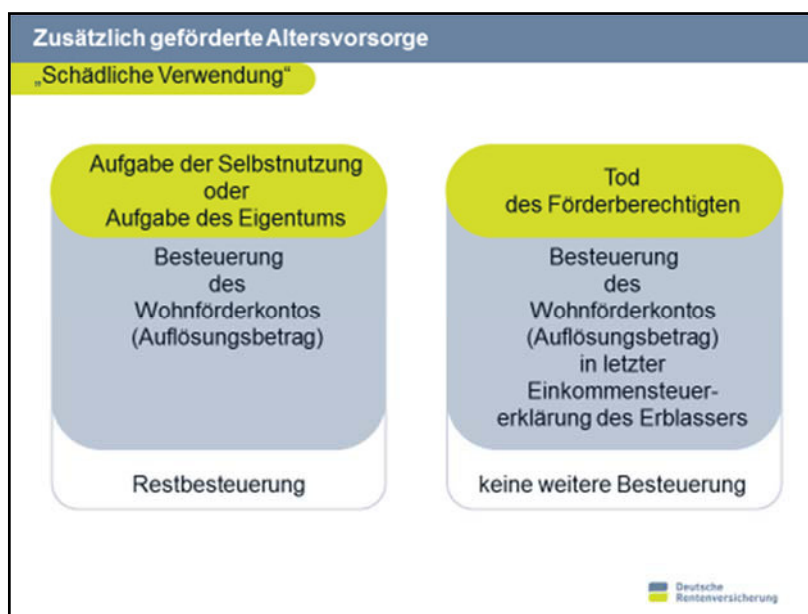 Zusätzlich geförderte Altersvorsorge
„Schädliche Verwendung“
Aufgabe der Selbstnutzung
oder
Aufgabe des Eigentums
Besteuerung
des
Wohnförderkontos
(Auflösungsbetrag)
Restbesteuerung
Tod
des Förderberechtigten
Besteuerung
des
Wohnförderkontos
(Auflösungsbetrag)
in letzter
Einkommensteuer-
erklärung des Erblassers
keine weitere Besteuerung
Deutsche
Rentenversicherung